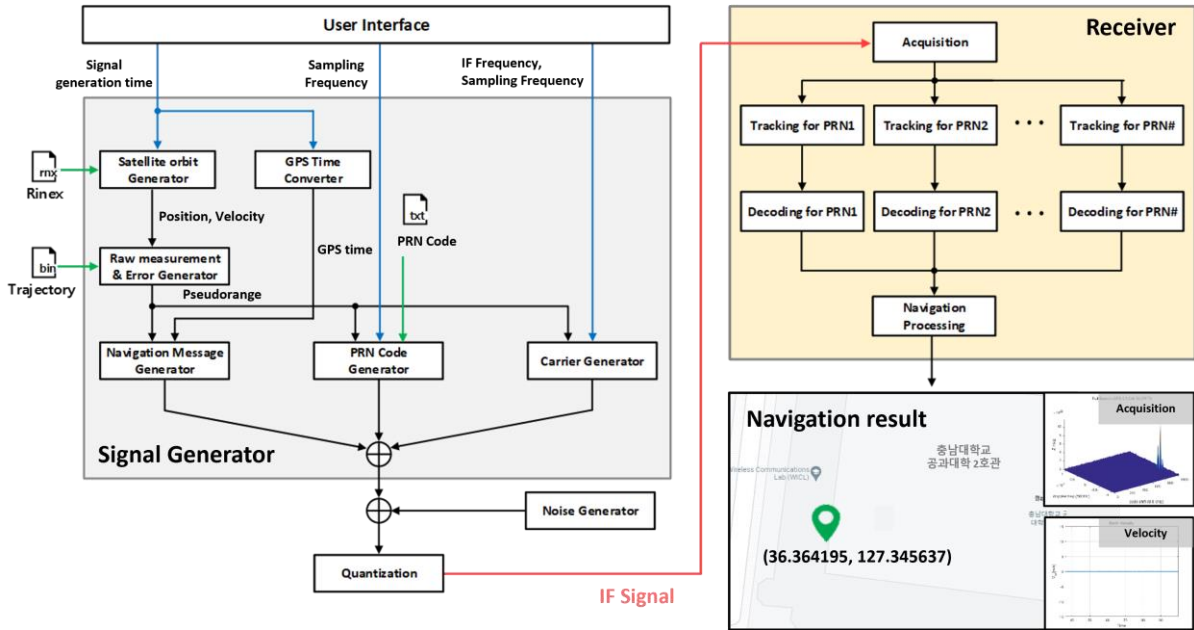 User Interface
Signal
generation time
Sampling
Frequency
IF Frequency,
Sampling Frequency
rnx
Rinex
Satellite orbit
Generator
GPS Time
Converter
Position, Velocity
txt
PRN Code
GPS time
bin
Trajectory
Raw measurement
& Error Generator
Pseudorange
Navigation Message
Generator
PRN Code
Generator
Carrier Generator
Signal Generator
Noise Generator
Quantization
IF Signal
Receiver
Acquisition
Tracking for PRN1
Tracking for PRN2
Tracking for PRN#
Decoding for PRN1
Decoding for PRN2
Decoding for PRN#
Navigation
Processing
Navigation result
충남대학교
공과대학 2호관
Communications
Lab (WICL)
(36.364195, 127.345637)
Acquisition
Velocity